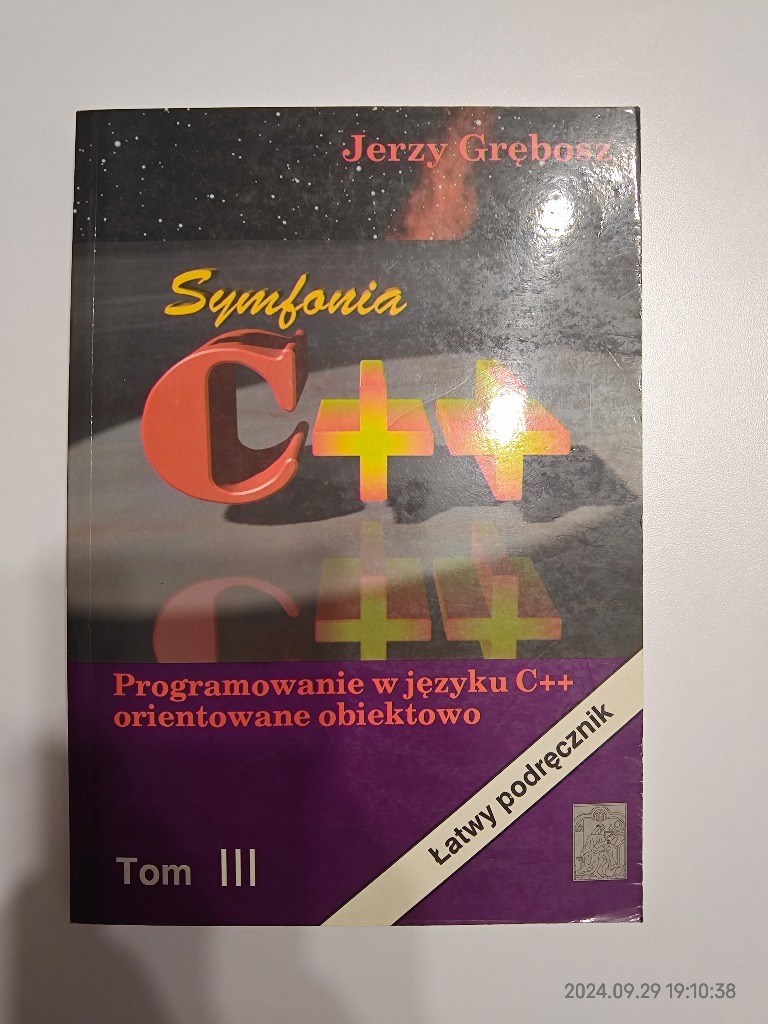 Jerzy Grębosz
Symfonia
C++
Programowanie w języku C++
orientowane obiektowo
Łatwy podręcznik
Tom III
2024.09.29 19:10:38